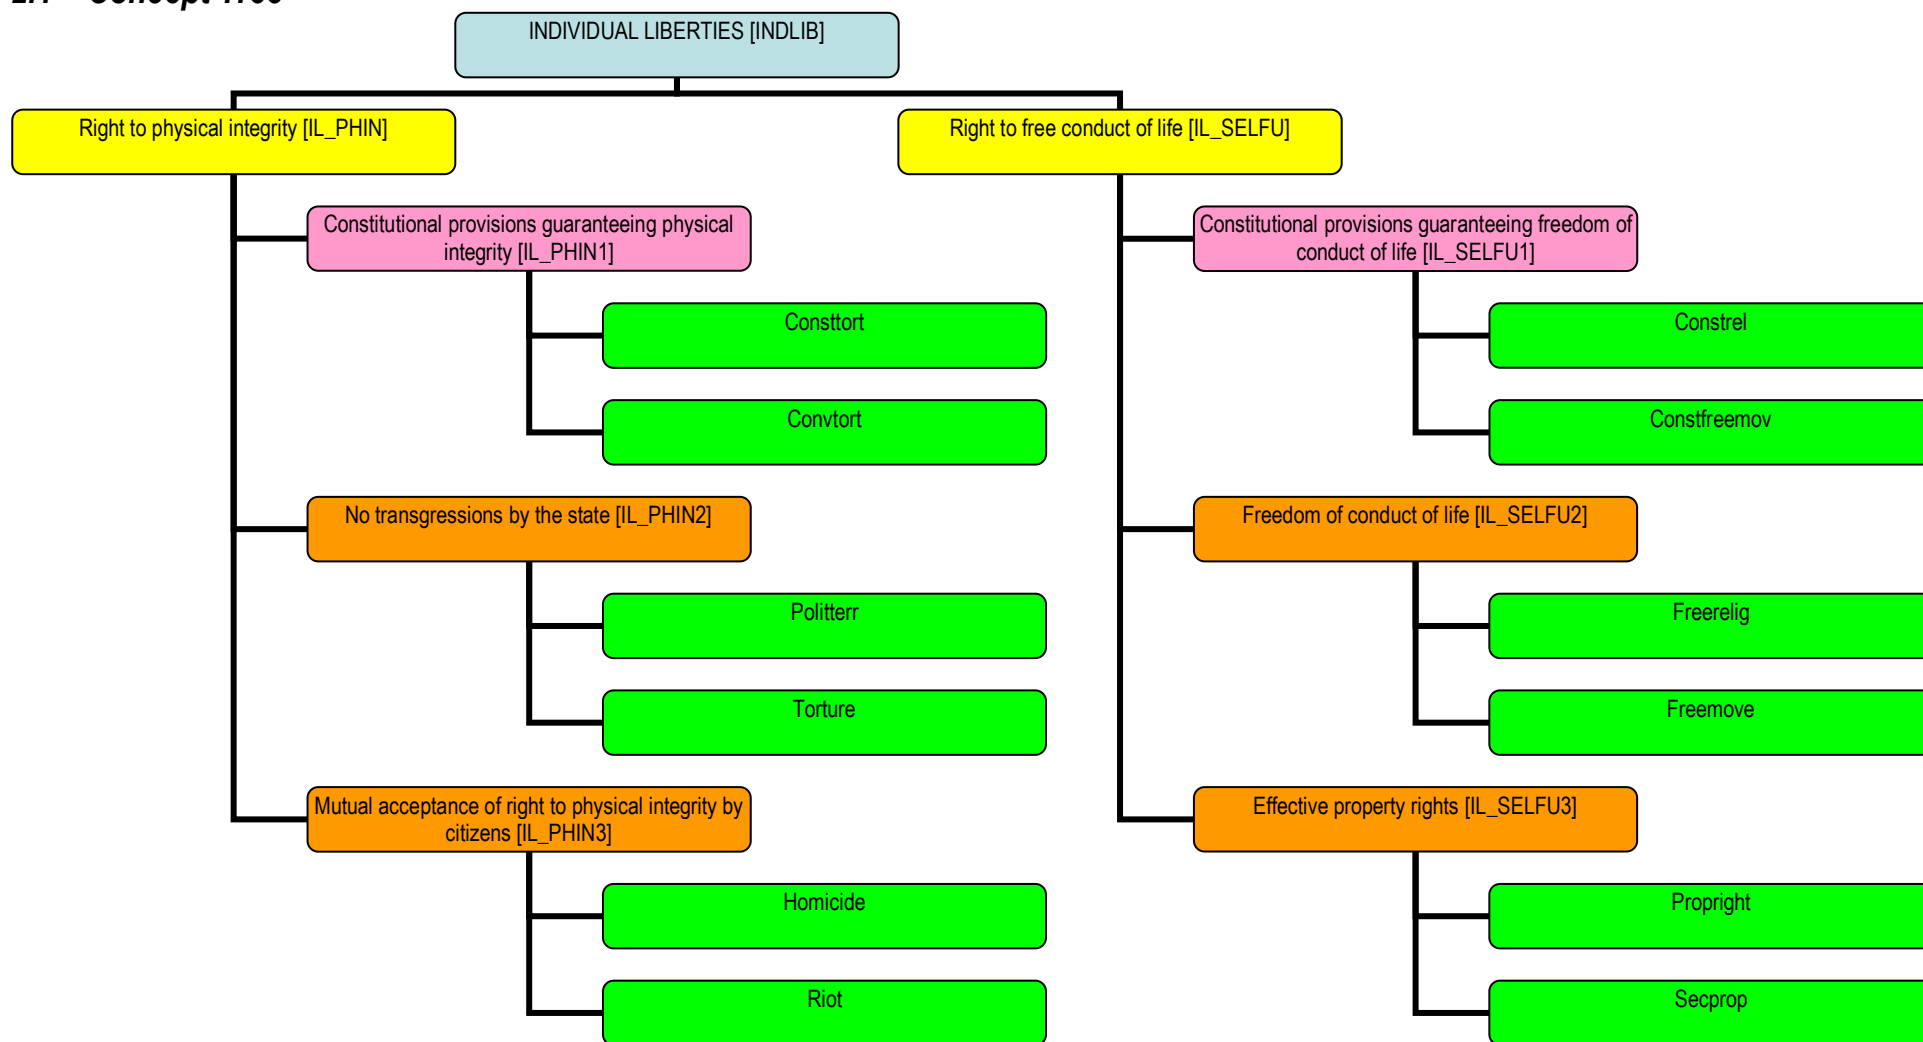 Concept Tree
INDIVIDUAL LIBERTIES [INDLIB]
Right to physical integrity [IL_PHIN]
Right to free conduct of life [IL_SELFU]
Constitutional provisions guaranteeing physical
integrity [IL_PHIN1]
Constitutional provisions guaranteeing freedom of
conduct of life [IL_SELFU1]
Consttort
Constrel
Convtort
Constfreemov
No transgressions by the state [IL_PHIN2]
Freedom of conduct of life [IL_SELFU2]
Politterr
Freerelig
Torture
Freemove
Mutual acceptance of right to physical integrity by
citizens [IL_PHIN3]
Effective property rights [IL_SELFU3]
Homicide
Propright
Riot
Secprop